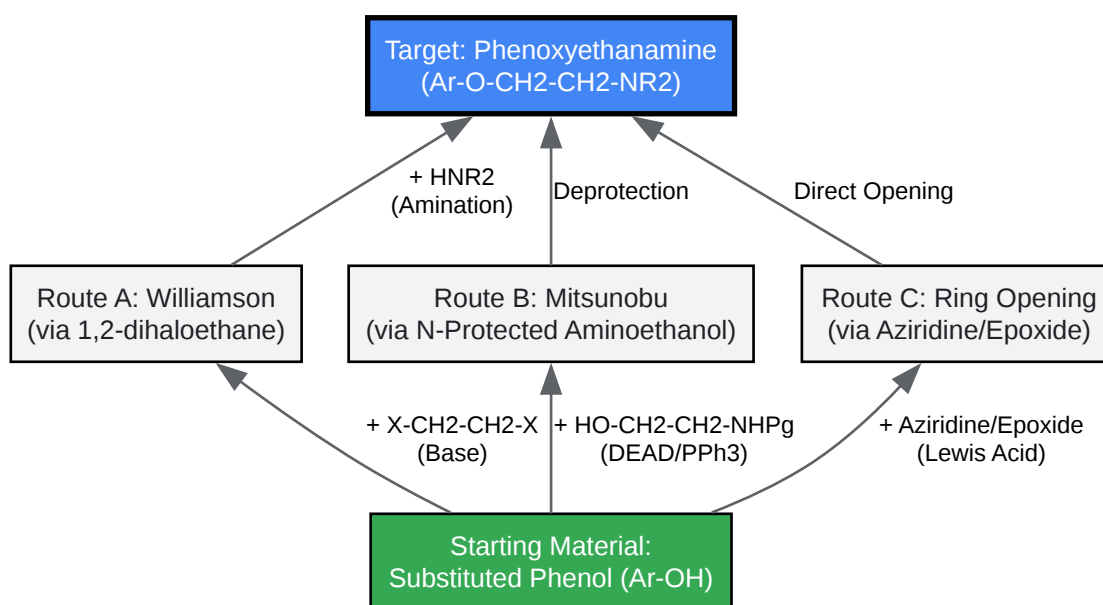 Target: Phenoxyethanamine
(Ar-O-CH2-CH2-NR2)
+ HNR2
(Amination)
Deprotection
Direct Opening
Route A: Williamson
(via 1,2-dihaloethane)
Route B: Mitsunobu
(via N-Protected Aminoethanol)
Route C: Ring Opening
(via Aziridine/Epoxide)
+ X-CH2-CH2-X
(Base)
+ HO-CH2-CH2-NHPg
(DEAD/PPh3)
+ Aziridine/Epoxide
(Lewis Acid)
Starting Material:
Substituted Phenol (Ar-OH)